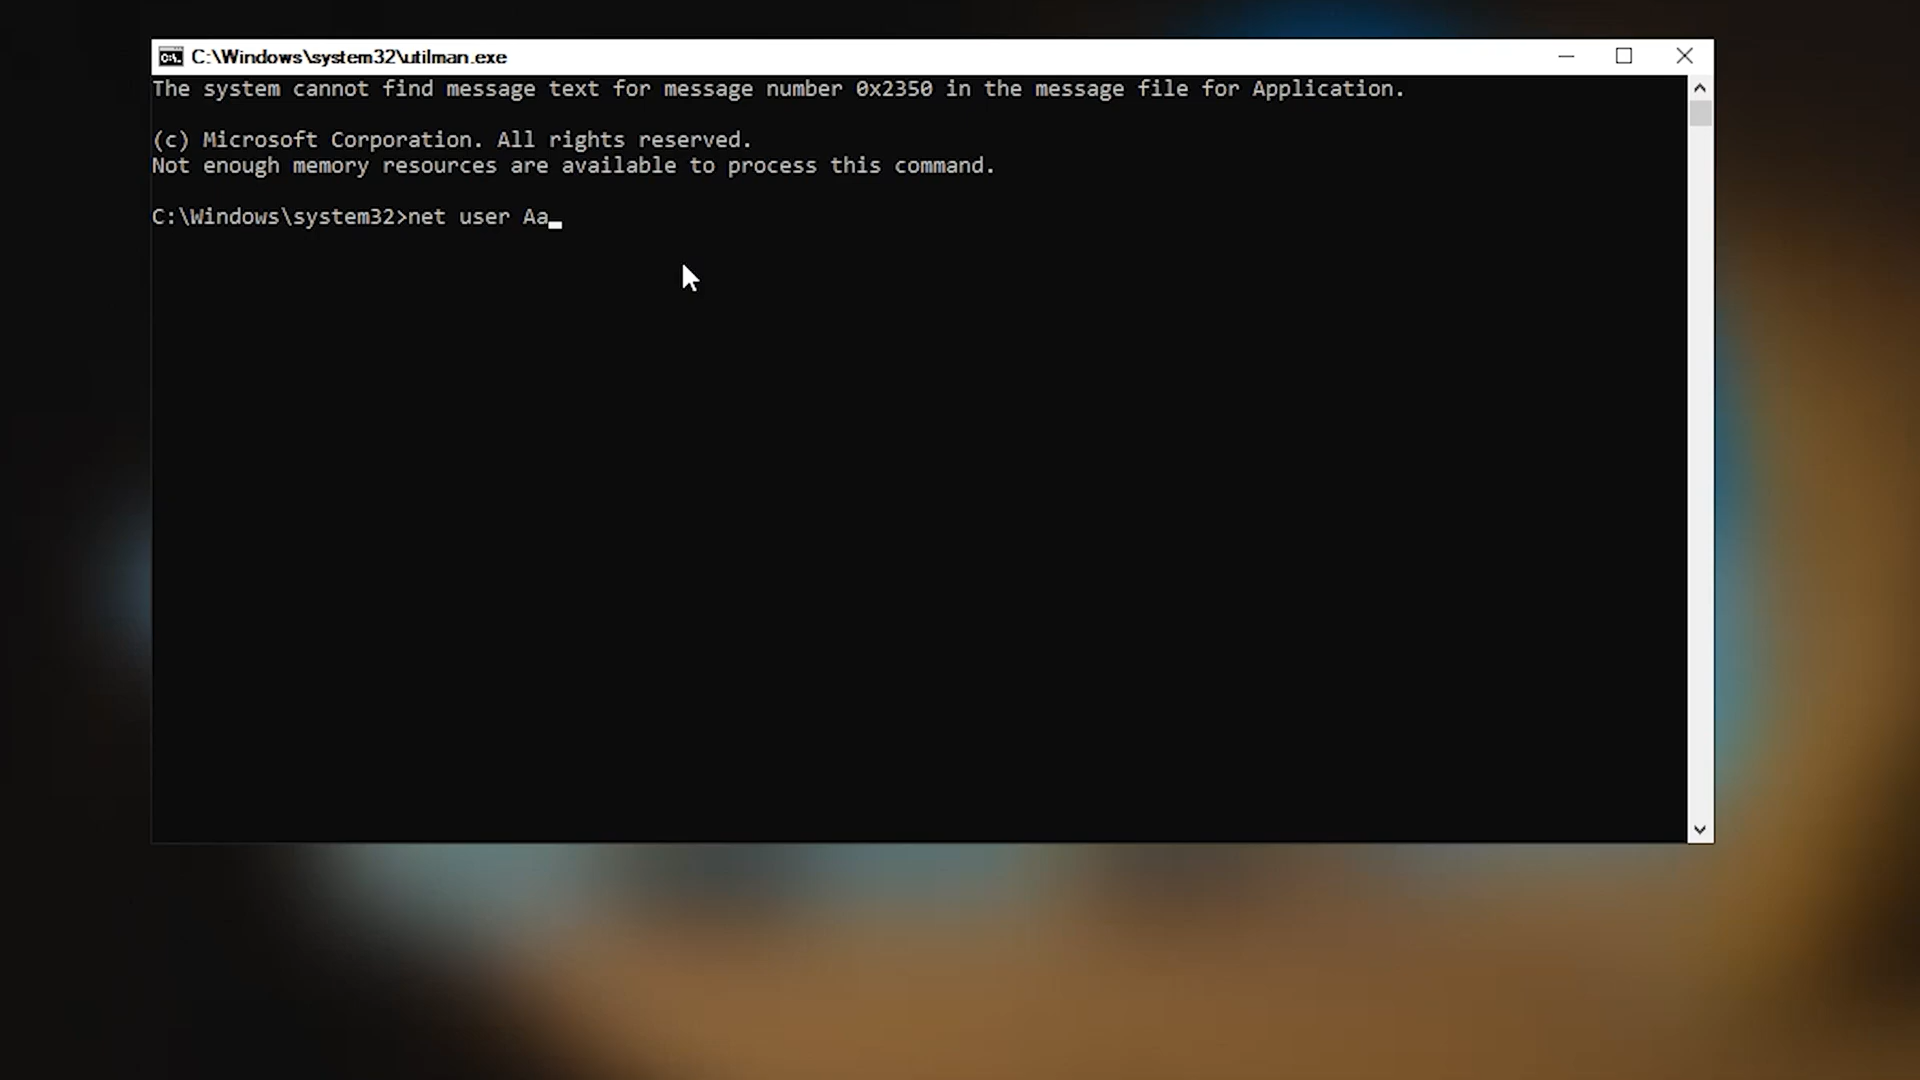 C:\Windows\system32\utilman.exe
The system cannot find message text for message number 0x2350 in the message file for Application.
(c) Microsoft Corporation. All rights reserved.
Not enough memory resources are available to process this command.
C:\Windows\system32>net user Aa